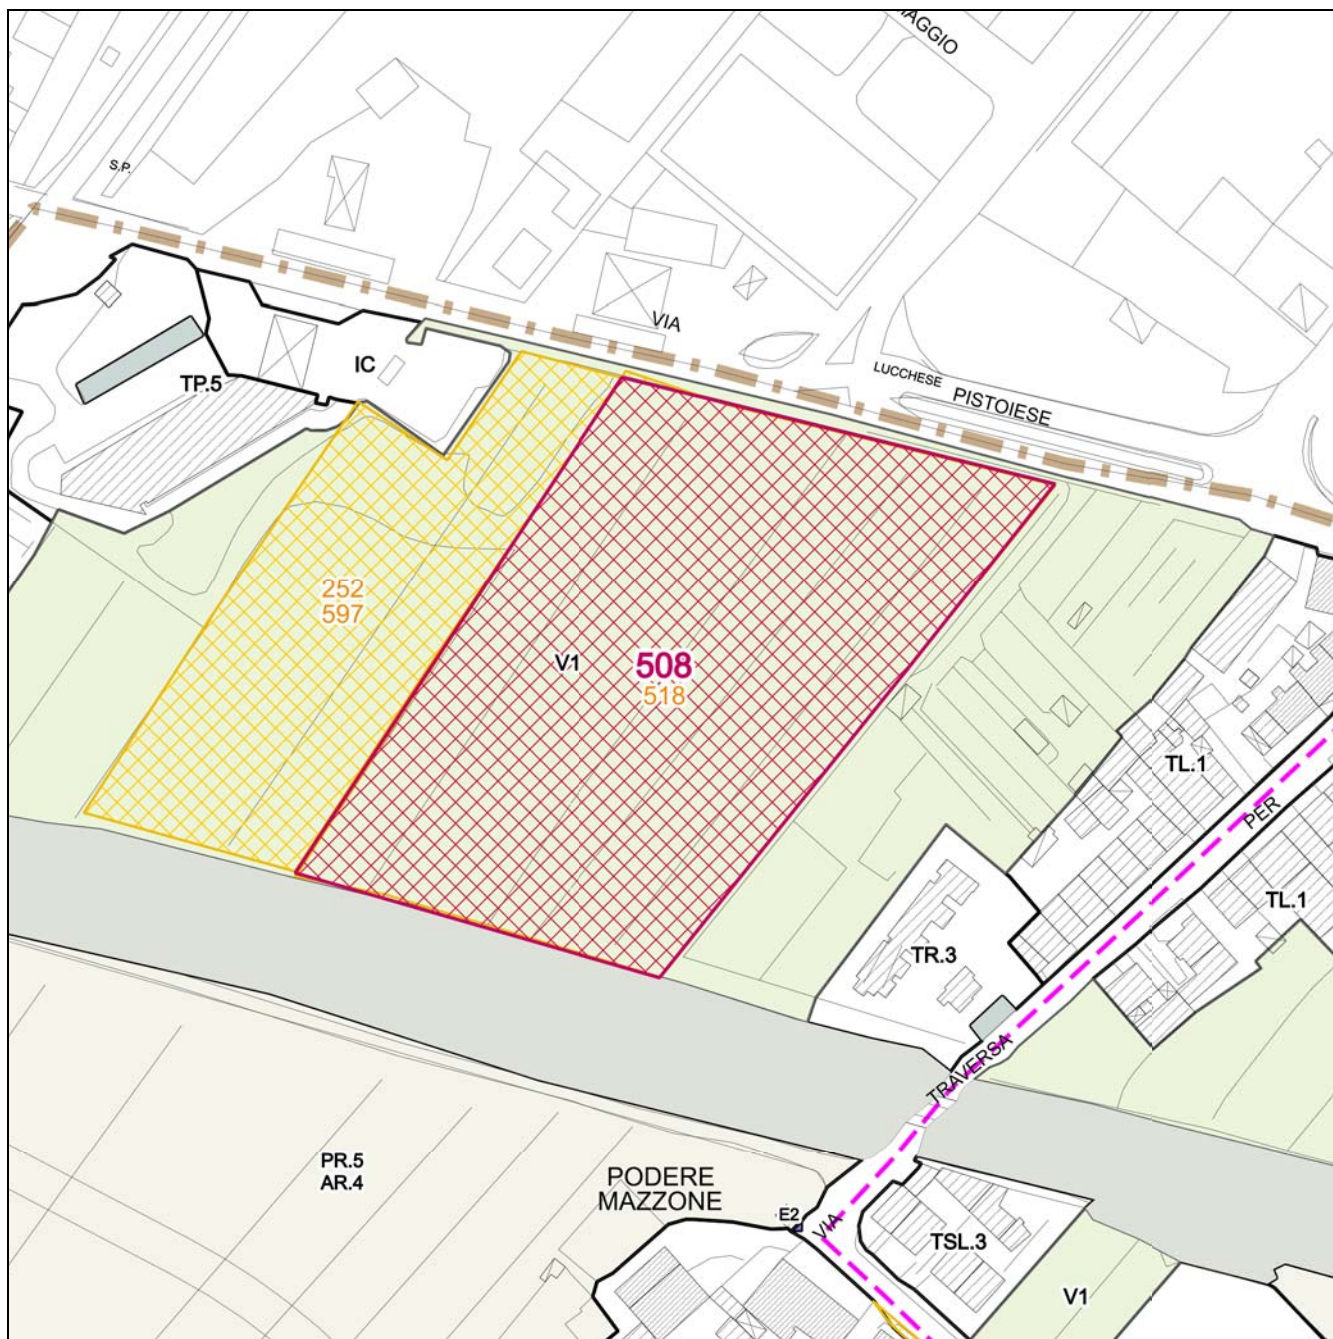 IAGGIO
S.P.
VIA
LUCCHESE
PISTOIESE
IC
TP.5
252
597
V1
508
518
TL.1
PER
TL.1
TR.3
TRAVERSA
PR.5
AR.4
PODERE
MAZZONE
E2
VIA
TSL.3
V1